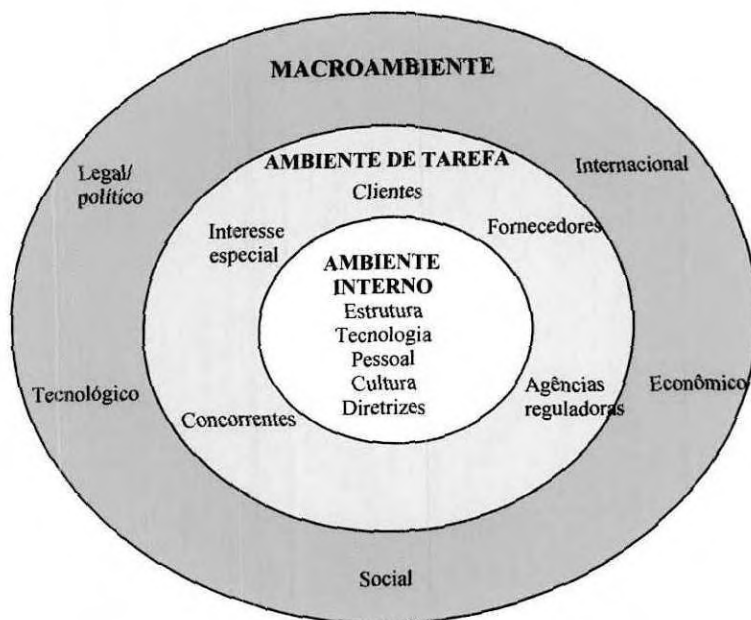 MACROAMBIENTE
Legal/
político
Internacional
AMBIENTE DE TAREFA
Clientes
Interesse
especial
Fornecedores
AMBIENTE
INTERNO
Estrutura
Tecnologia
Pessoal
Cultura
Diretrizes
Tecnológico
Concorrentes
Agências
reguladoras
Econômico
Social